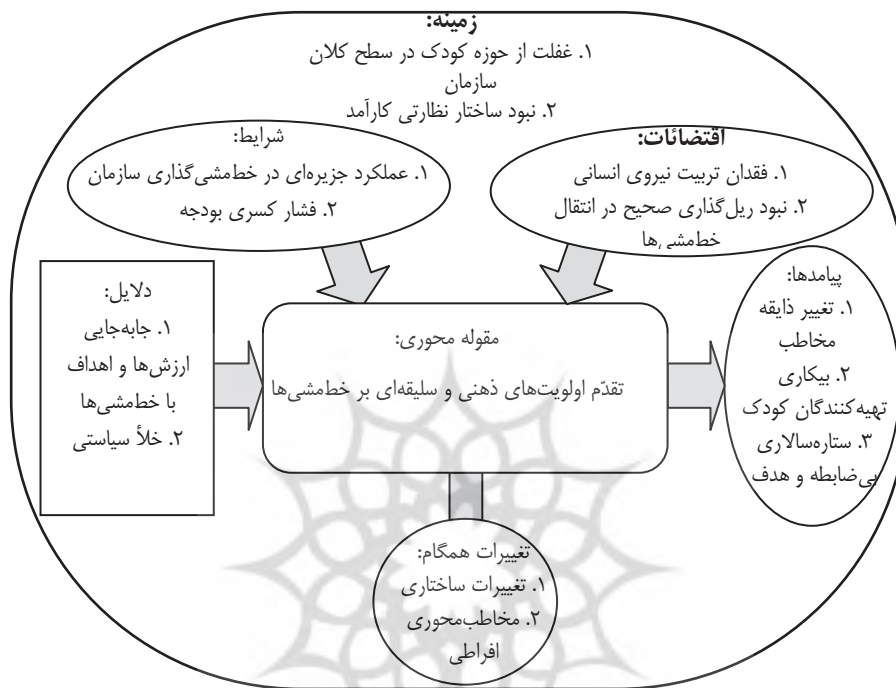 زمینه:
۱. غفلت از حوزه کودک در سطح کلان
سازمان
۲. نبود ساختار نظارتی کارآمد
اقتضائات:
۱. فقدان تربیت نیروی انسانی
۲. نبود ریل‌گذاری صحیح در انتقال
خط‌مشی‌ها
شرایط:
۱. عملکرد جزیره‌ای در خط‌مشی‌گذاری سازمان
۲. فشار کسری بودجه
پیامدها:
۱. تغییر ذایقه
مخاطب
۲. بیکاری
تهیه‌کنندگان کودک
۳. ستاره‌سالاری
بی‌ضابطه و هدف
مقوله محوری:
تقدّم اولویت‌های ذهنی و سلیقه‌ای بر خط‌مشی‌ها
دلایل:
۱. جابه‌جایی
ارزش‌ها و اهداف
با خط‌مشی‌ها
۲. خلأ سیاستی
تغییرات همگام:
۱. تغییرات ساختاری
۲. مخاطب‌محوری
افراطی